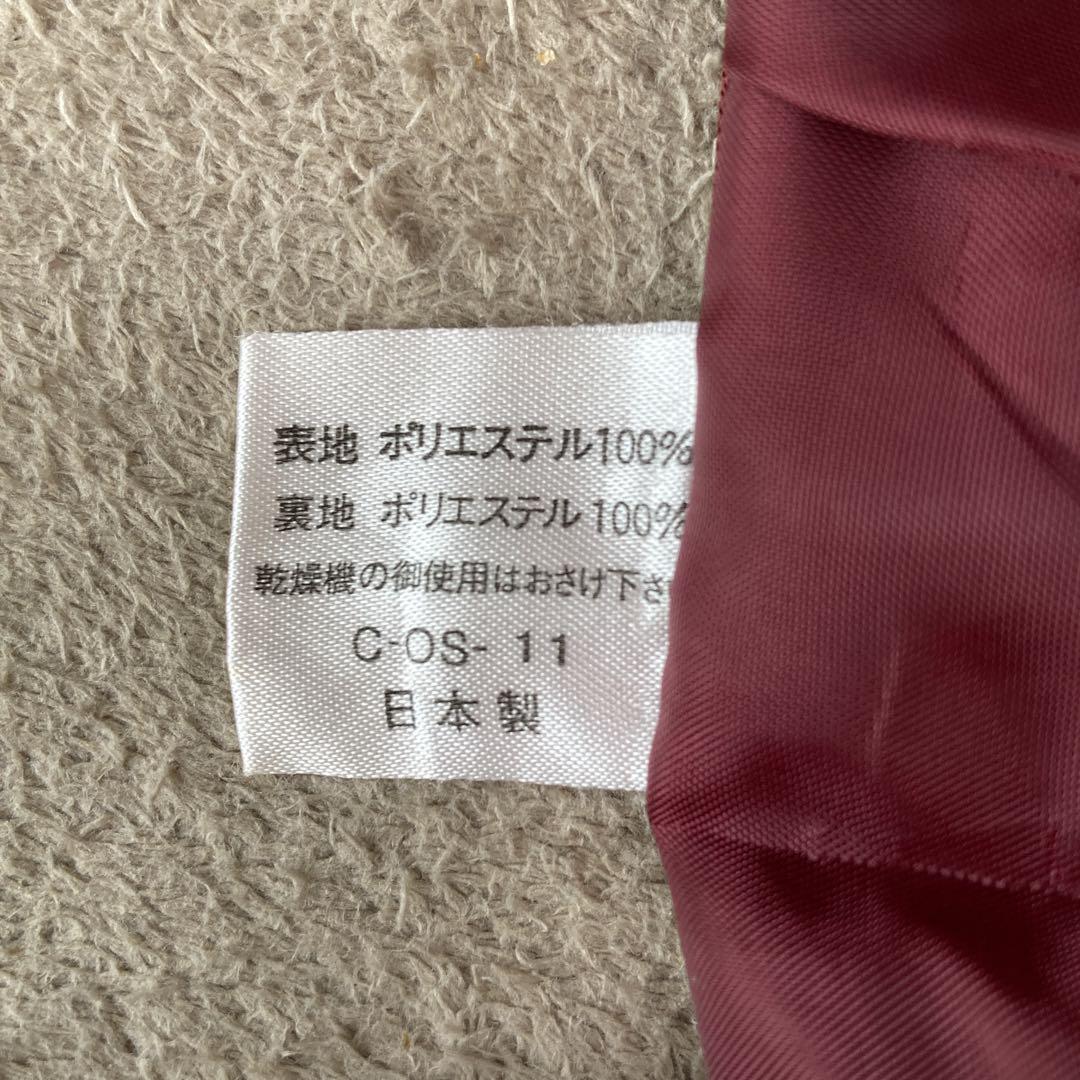 表地 ポリエステル100%
裏地 ポリエステル100%
乾燥機の御使用はおさけ下さ
C-OS- 11
日本製